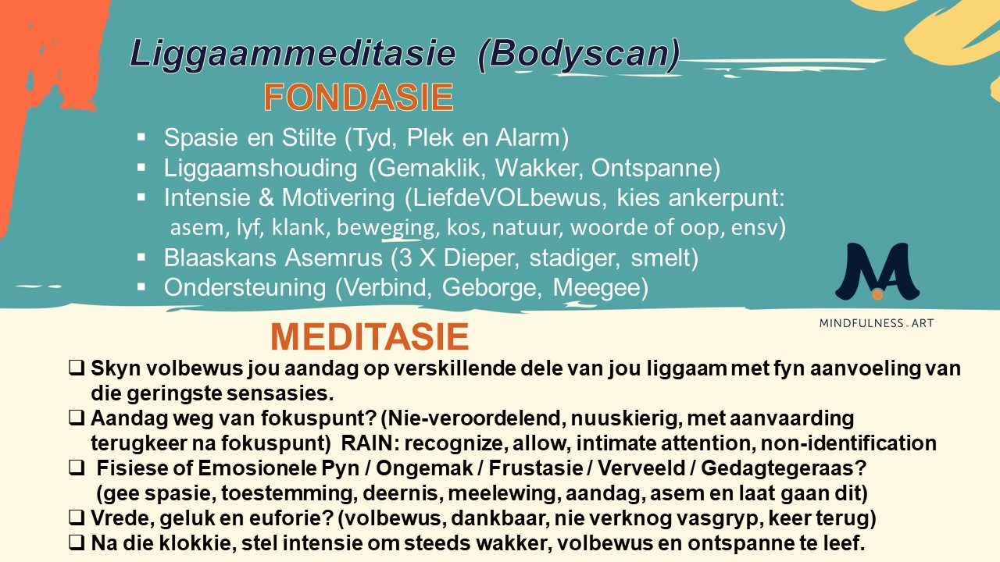 Liggaammeditasie (Bodyscan)
FONDASIE
▪ Spasie en Stilte (Tyd, Plek en Alarm)
▪ Liggaamshouding (Gemaklik, Wakker, Ontspanne)
▪ Intensie & Motivering (LiefdeVOLbewus, kies ankerpunt:
asem, lyf, klank, beweging, kos, natuur, woorde of oop, ensv)
▪ Blaaskans Asemrus (3 X Dieper, stadiger, smelt)
▪ Ondersteuning (Verbind, Geborge, Meegee)
MA
MINDFULNESS.ART
MEDITASIE
❑ Skyn volbewus jou aandag op verskillende dele van jou liggaam met fyn aanvoeling van
die geringste sensasies.
❑ Aandag weg van fokuspunt? (Nie-veroordelend, nuuskierig, met aanvaarding
terugkeer na fokuspunt) RAIN: recognize, allow, intimate attention, non-identification
❑ Fisiese of Emosionele Pyn / Ongemak / Frustasie / Verveeld / Gedagtegeraas?
(gee spasie, toestemming, deernis, meelewing, aandag, asem en laat gaan dit)
❑ Vrede, geluk en euforie? (volbewus, dankbaar, nie verknog vasgryp, keer terug)
❑ Na die klokkie, stel intensie om steeds wakker, volbewus en ontspanne te leef.